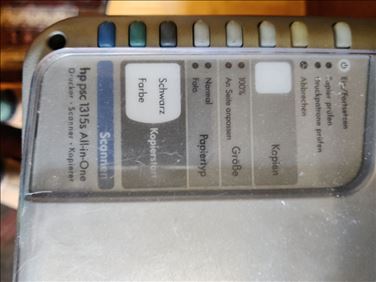 Ein/Fortsetzen
Abbrechen
Papier prüfen
Druckpatrone prüfen
Kopien
Größe
100%
An Seite anpassen
Papiertyp
Normal
Foto
Kopierstart
Schwarz
Farbe
Scannen
hp psc 1315s All-in-One
Drucker • Scanner • Kopierer